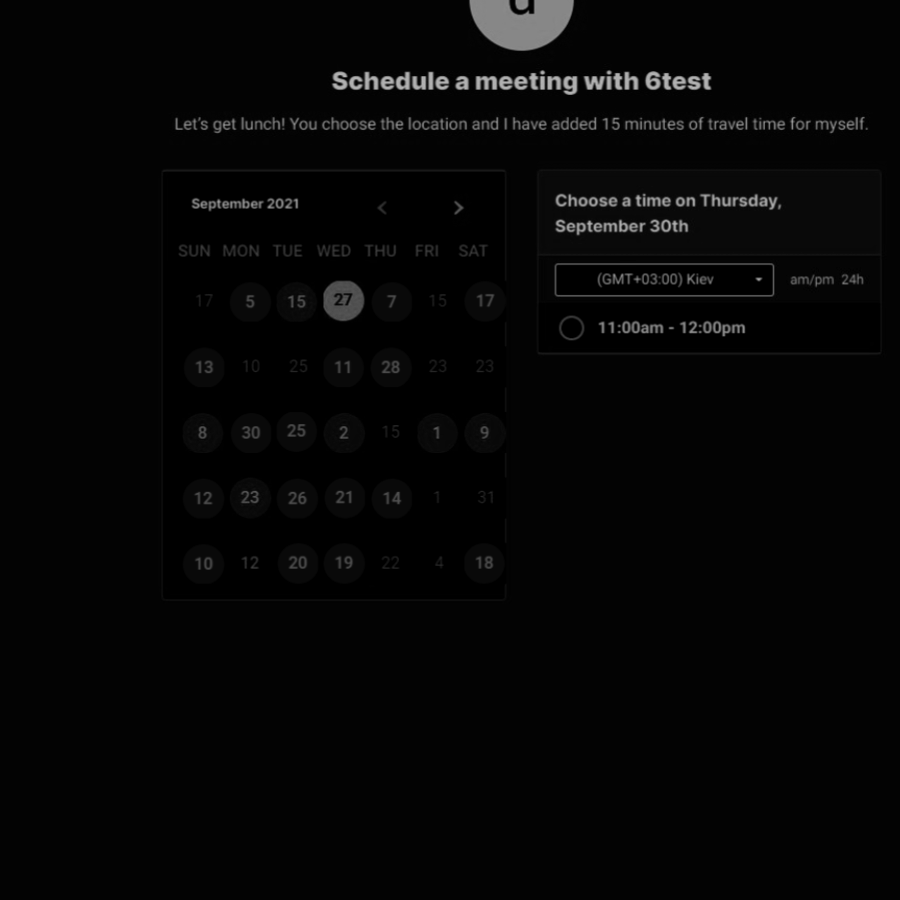 Schedule a meeting with 6test
Let's get lunch! You choose the location and I have added 15 minutes of travel time for myself.
September 2021
SUN MON TUE WED THU FRI SAT
17 5 15 27 7 15 17
13 10 25 11 28 23 23
8 30 25 2 15 1 9
12 23 26 21 14 1 31
10 12 20 19 22 4 18
Choose a time on Thursday,
September 30th
(GMT+03:00) Kiev am/pm 24h
11:00am - 12:00pm